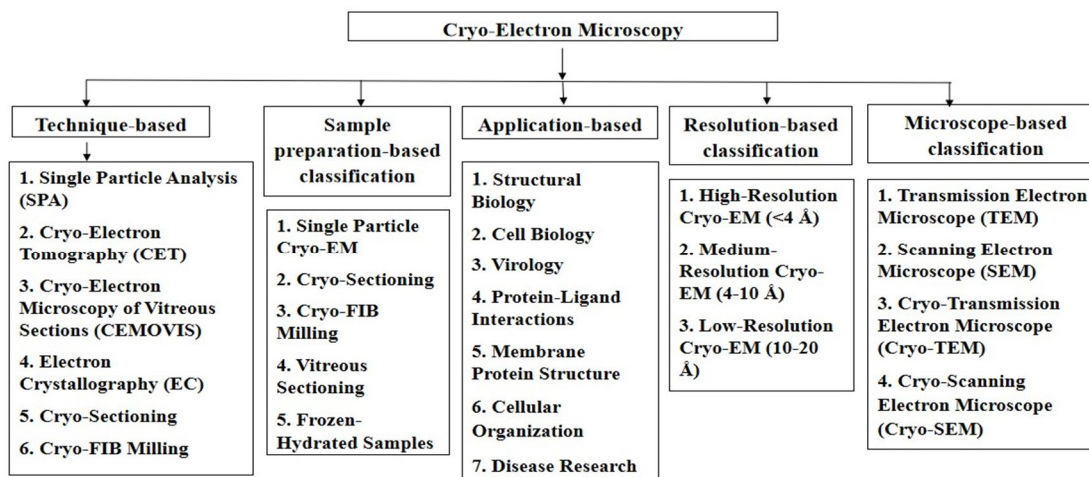 Cryo-Electron Microscopy
Technique-based
1. Single Particle Analysis
(SPA)
2. Cryo-Electron
Tomography (CET)
3. Cryo-Electron
Microscopy of Vitreous
Sections (CEMOVIS)
4. Electron
Crystallography (EC)
5. Cryo-Sectioning
6. Cryo-FIB Milling
Sample
preparation-based
classification
1. Single Particle
Cryo-EM
2. Cryo-Sectioning
3. Cryo-FIB
Milling
4. Vitreous
Sectioning
5. Frozen-
Hydrated Samples
Application-based
1. Structural
Biology
2. Cell Biology
3. Virology
4. Protein-Ligand
Interactions
5. Membrane
Protein Structure
6. Cellular
Organization
7. Disease Research
Resolution-based
classification
1. High-Resolution
Cryo-EM (<4 Å)
2. Medium-
Resolution Cryo-
EM (4-10 Å)
3. Low-Resolution
Cryo-EM (10-20
Å)
Microscope-based
classification
1. Transmission Electron
Microscope (TEM)
2. Scanning Electron
Microscope (SEM)
3. Cryo-Transmission
Electron Microscope
(Cryo-TEM)
4. Cryo-Scanning
Electron Microscope
(Cryo-SEM)